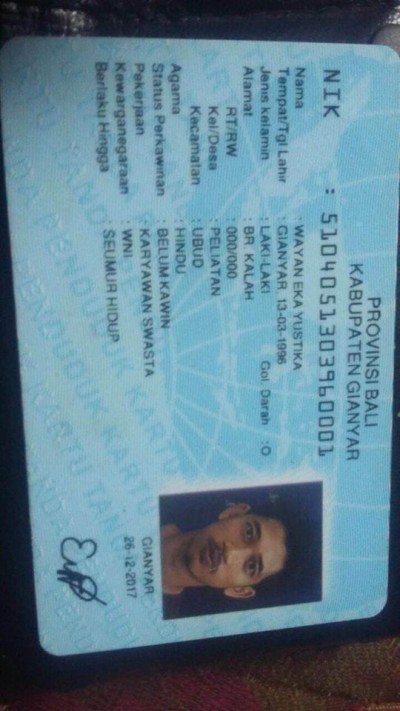 PROVINSI BALI
KABUPATEN GIANYAR
NIK : 5104051303960001
Nama : WAYAN EKA YUSTIKA
Tempat/Tgl Lahir : GIANYAR, 13-03-1996
Jenis kelamin : LAKI-LAKI Gol. Darah : O
Alamat : BR. KALAH
RT/RW : 000/000
Kel/Desa : PELIATAN
Kecamatan : UBUD
Agama : HINDU
Status Perkawinan : BELUM KAWIN
Pekerjaan : KARYAWAN SWASTA
Kewarganegaraan : WNI
Berlaku Hingga : SEUMUR HIDUP
GIANYAR
26-12-2017